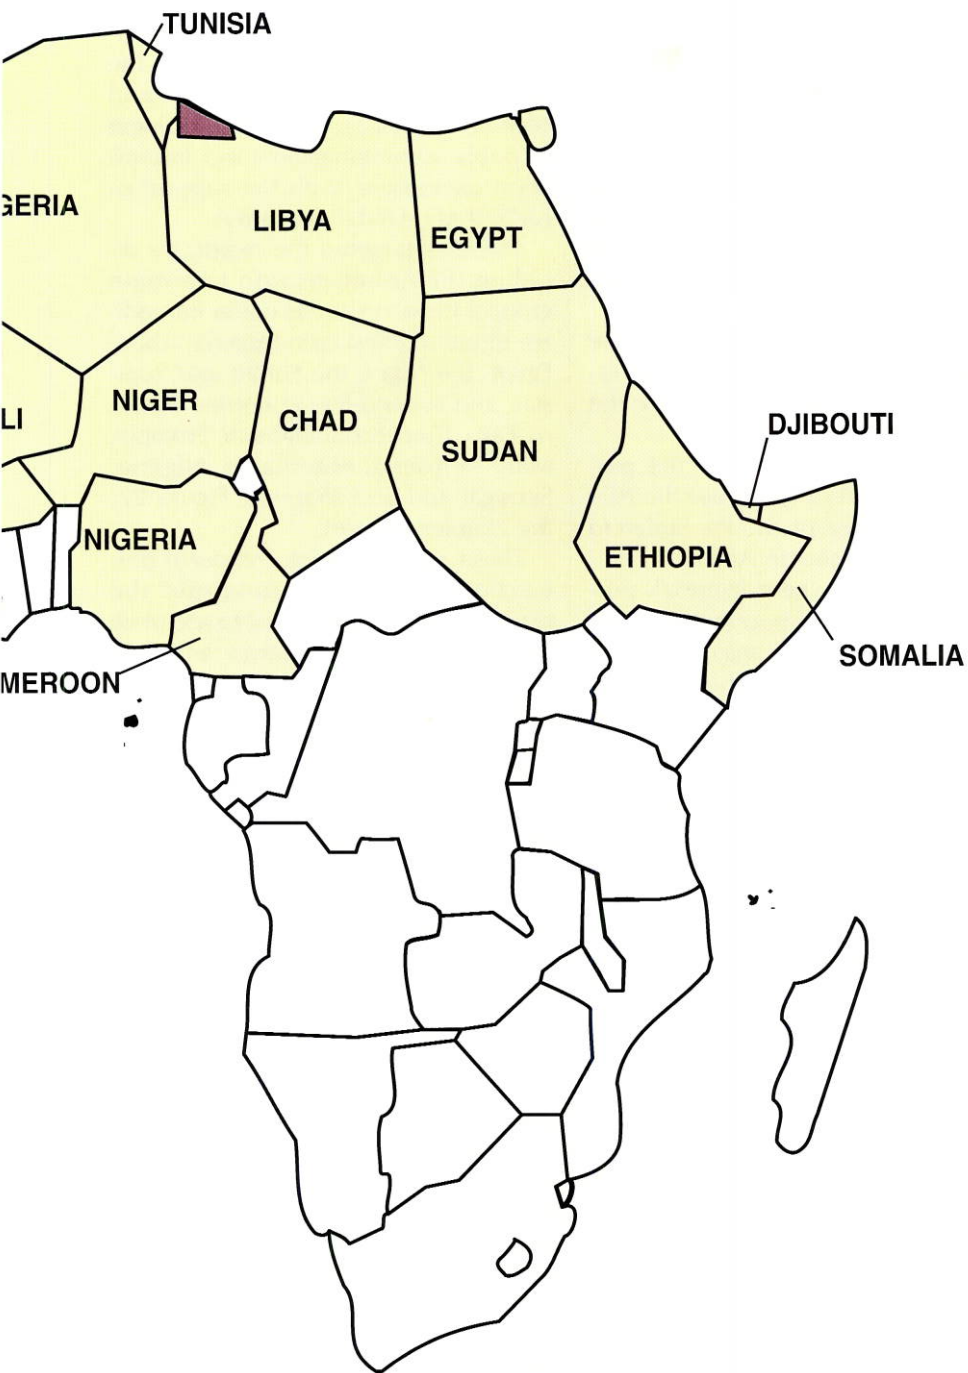 TUNISIA
GERIA
LIBYA
EGYPT
LI
NIGER
CHAD
SUDAN
DJIBOUTI
NIGERIA
ETHIOPIA
SOMALIA
MEROON